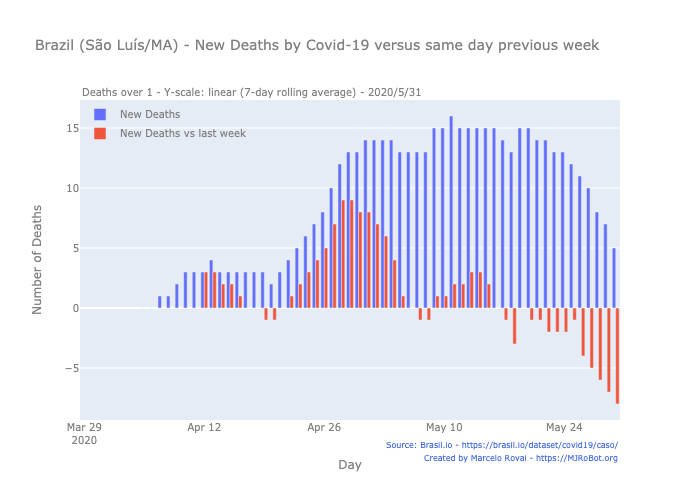 Brazil (São Luís/MA) - New Deaths by Covid-19 versus same day previous week
Deaths over 1 - Y-scale: linear (7-day rolling average) - 2020/5/31
New Deaths
New Deaths vs last week
15
10
5
0
−5
Number of Deaths
Mar 29
2020
Apr 12
Apr 26
May 10
May 24
Day
Source: Brasil.io - https://brasil.io/dataset/covid19/caso/
Created by Marcelo Rovai - https://MJRoBot.org